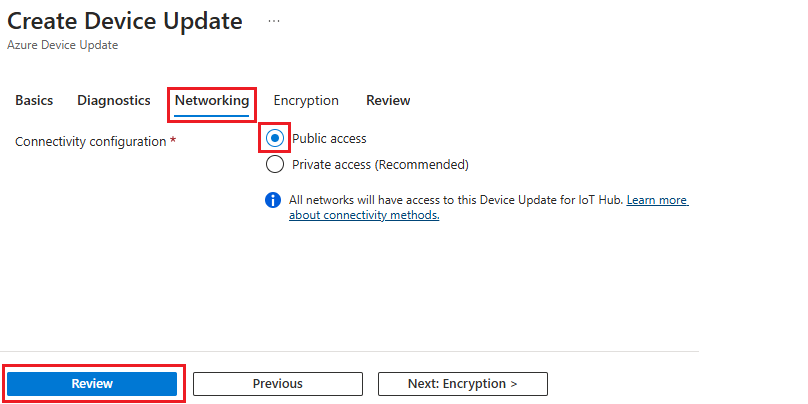 Create Device Update ...
Azure Device Update
Basics Diagnostics Networking Encryption Review
Connectivity configuration *
Public access
Private access (Recommended)
All networks will have access to this Device Update for IoT Hub. Learn more
about connectivity methods.
Review Previous Next: Encryption >